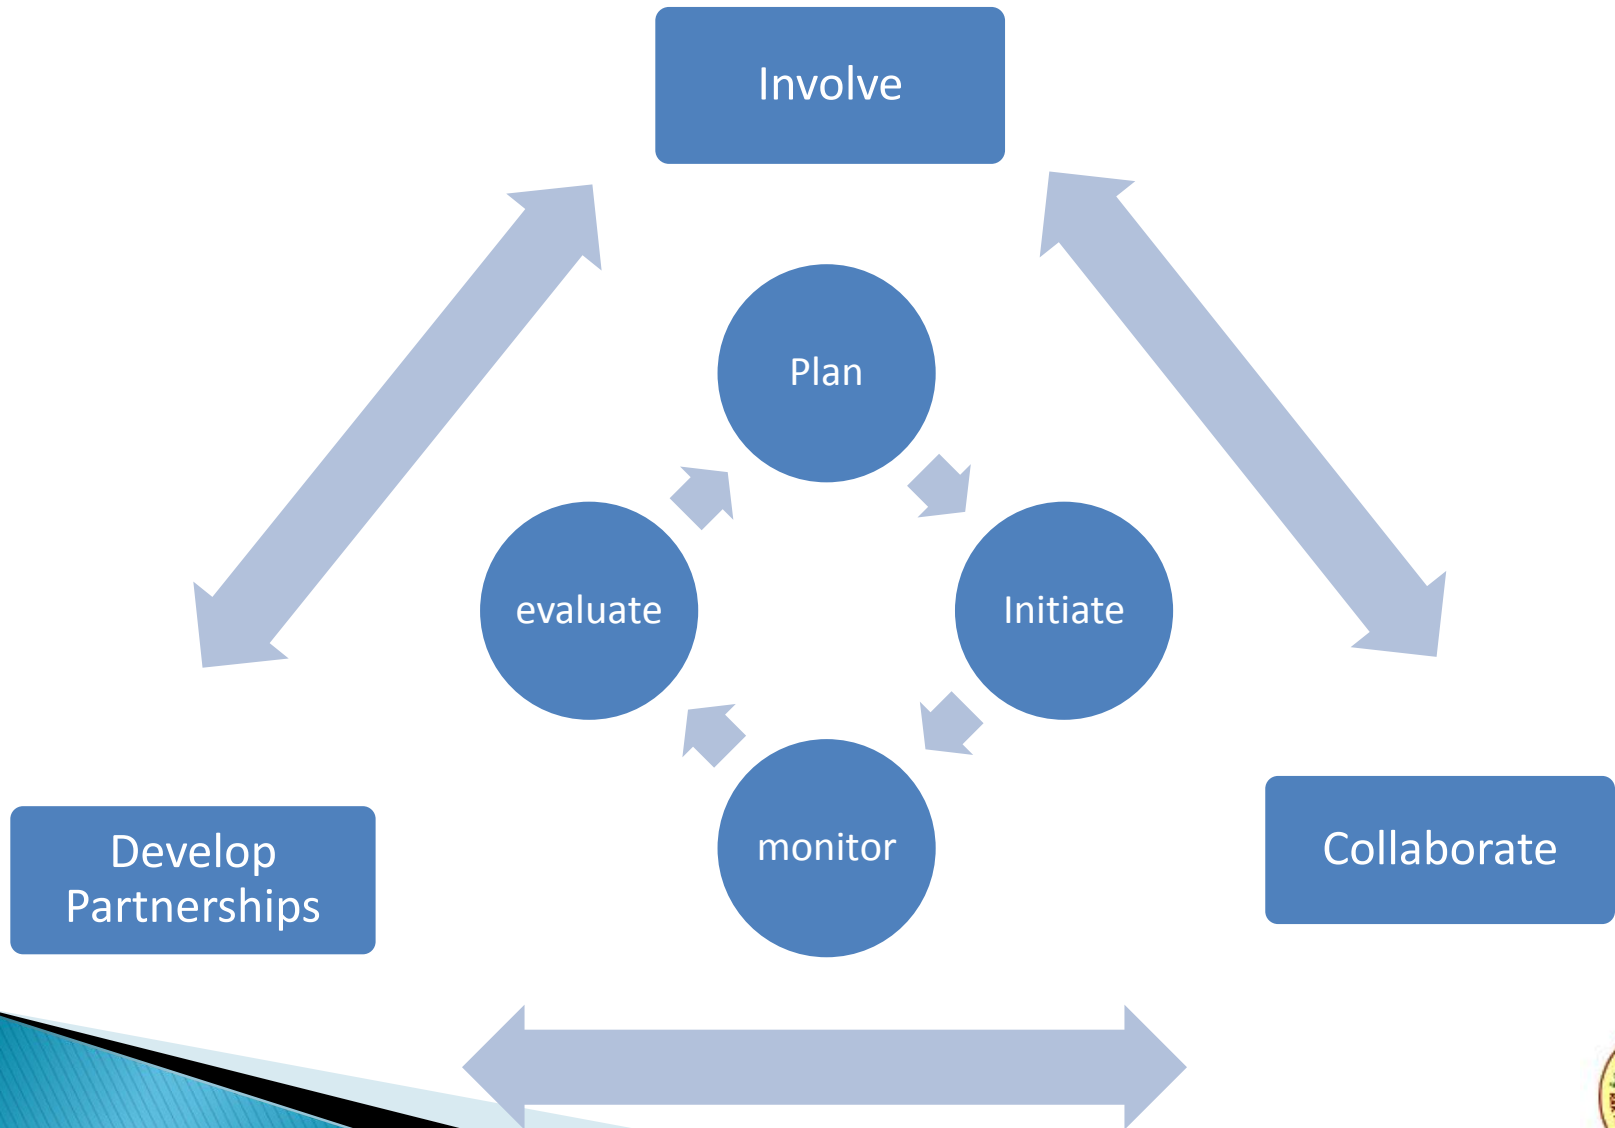 Involve
Plan
evaluate
Initiate
monitor
Develop
Partnerships
Collaborate